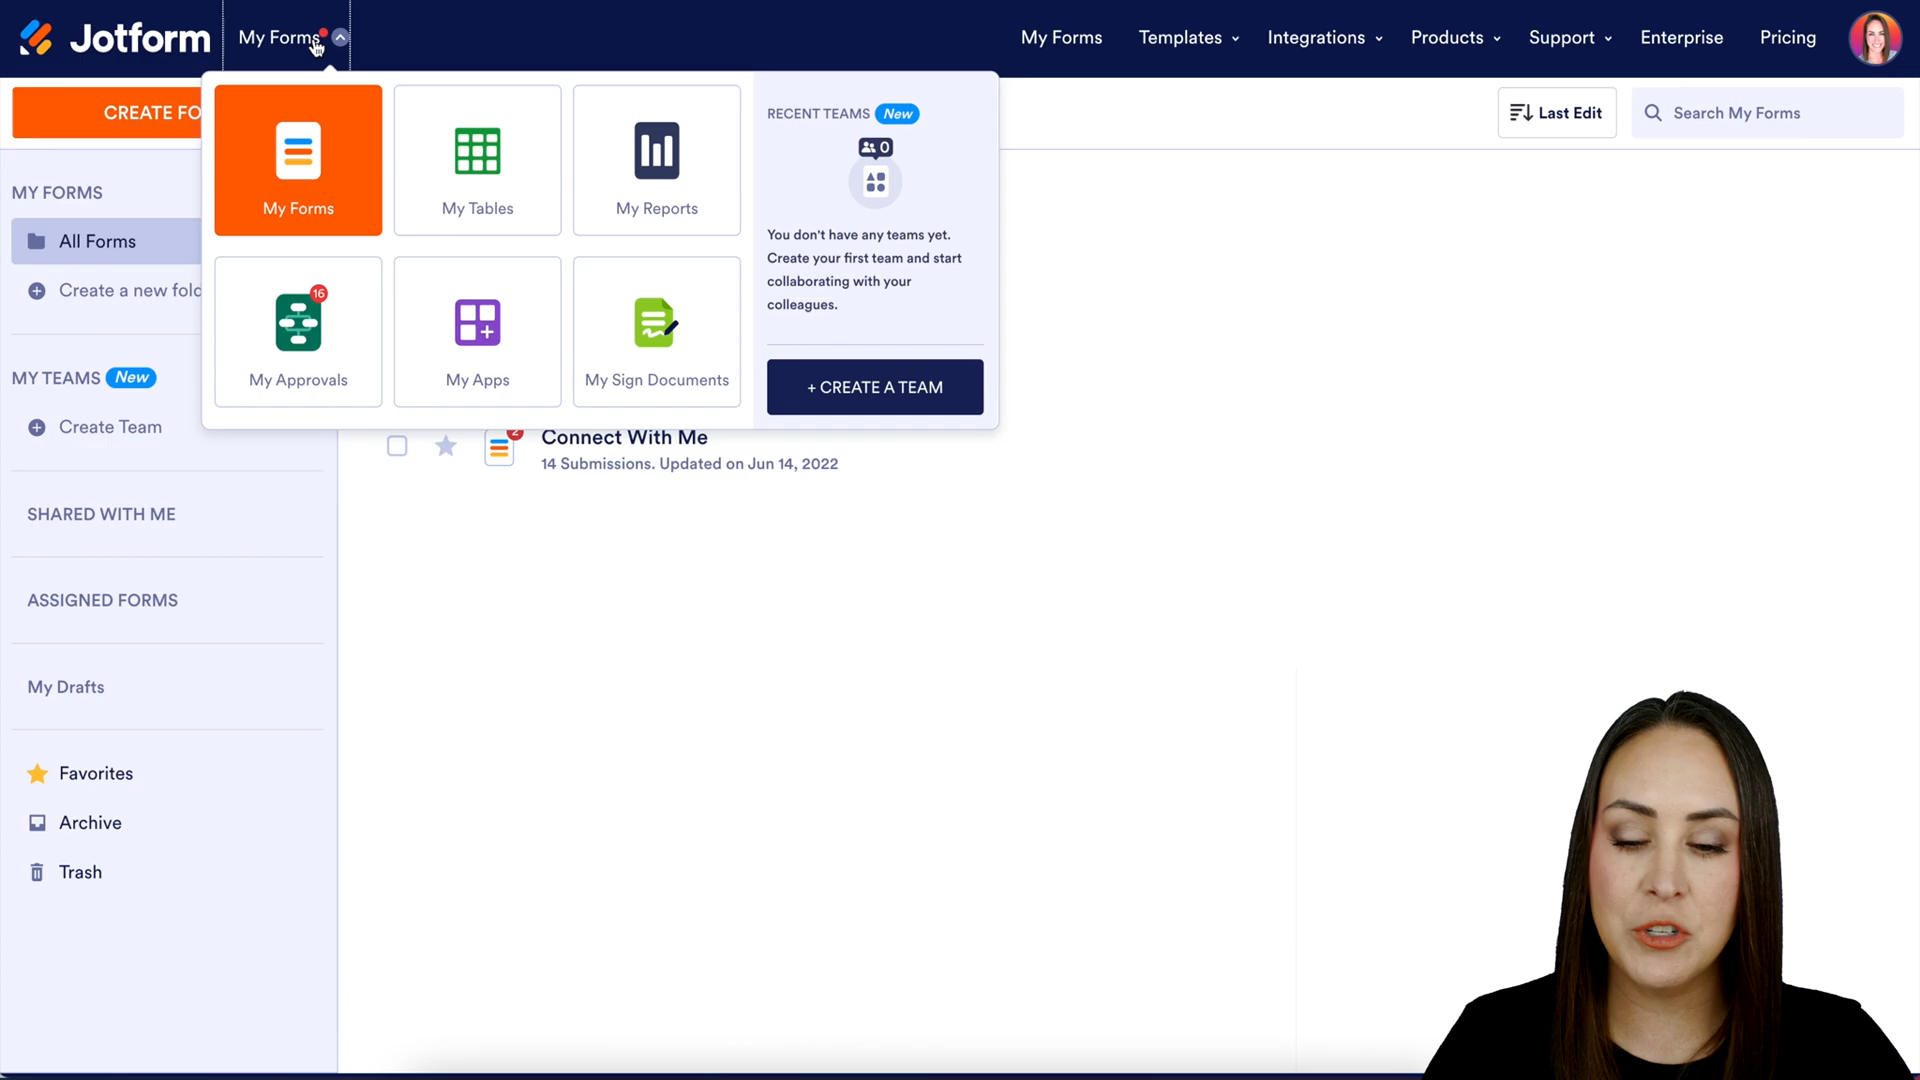 Jotform
My Forms
My Forms
Templates
Integrations
Products
Support
Enterprise
Pricing
CREATE FO
Last Edit
Search My Forms
My Forms
My Tables
My Reports
My Approvals
16
My Apps
My Sign Documents
RECENT TEAMS New
0
You don't have any teams yet.
Create your first team and start
collaborating with your
colleagues.
+ CREATE A TEAM
MY FORMS
All Forms
Create a new fold
MY TEAMS New
Create Team
SHARED WITH ME
ASSIGNED FORMS
My Drafts
Favorites
Archive
Trash
2
Connect With Me
14 Submissions. Updated on Jun 14, 2022